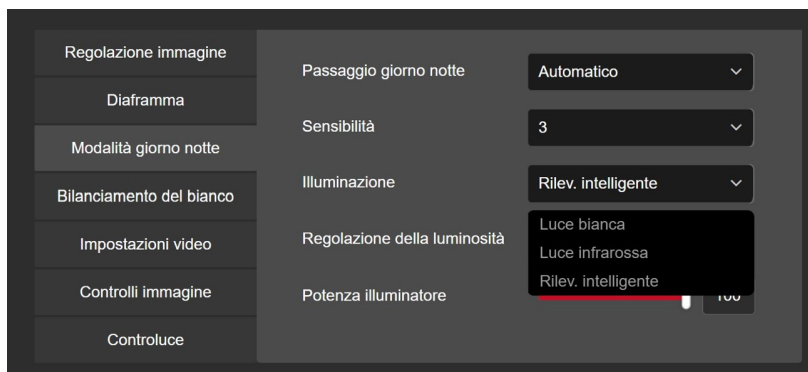 Regolazione immagine
Diaframma
Modalità giorno notte
Bilanciamento del bianco
Impostazioni video
Controlli immagine
Controluce
Passaggio giorno notte
Automatico
Sensibilità
3
Illuminazione
Rilev. intelligente
Luce bianca
Luce infrarossa
Rilev. intelligente
Regolazione della luminosità
Potenza illuminatore
100